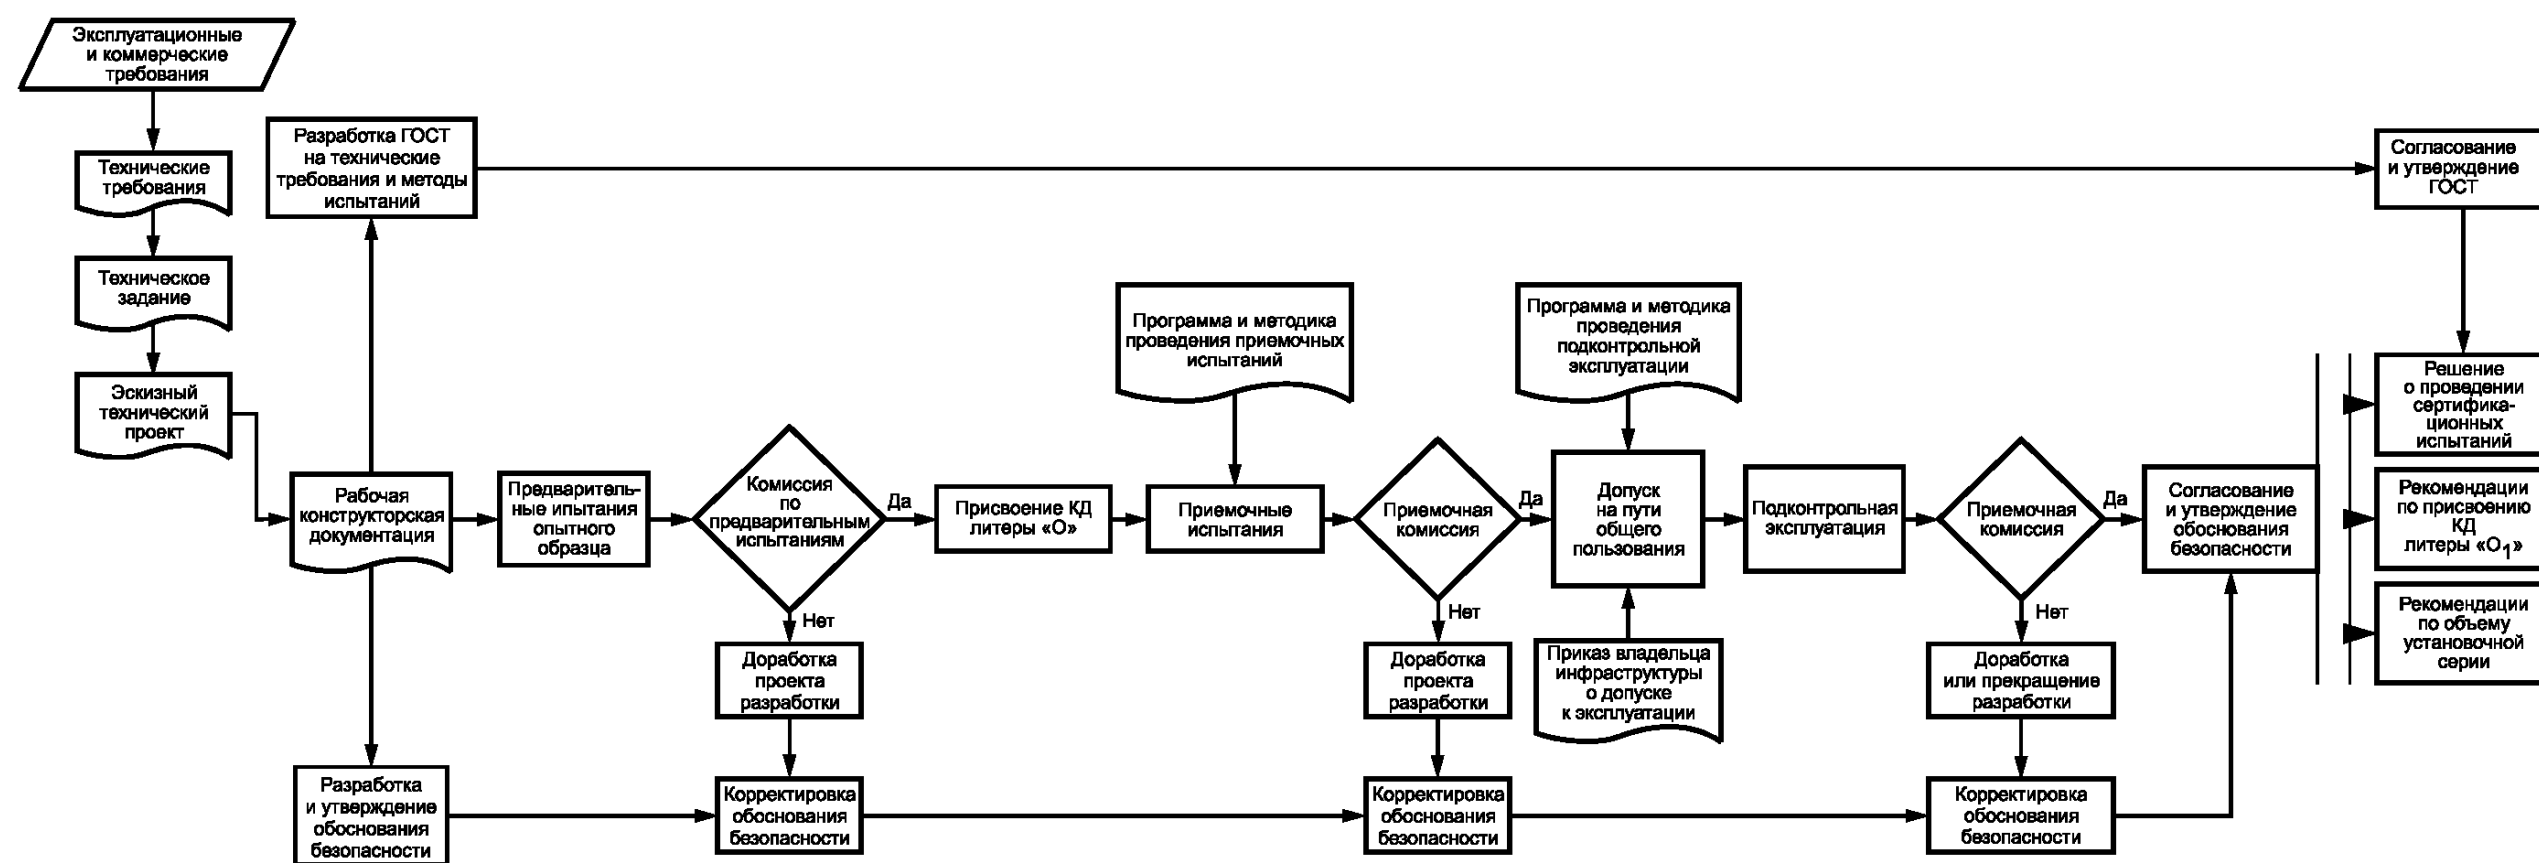 Эксплуатационные
и коммерческие
требования
Технические
требования
Техническое
задание
Эскизный
технический
проект
Разработка ГОСТ
на технические
требования и методы
испытаний
Рабочая
конструкторская
документация
Разработка
и утверждение
обоснования
безопасности
Предваритель-
ные ипытания
опытного
образца
Комиссия
по
предварительным
испытаниям
Да
Нет
Доработка
проекта
разработки
Корректировка
обоснования
безопасности
Присвоение КД
литеры «О»
Программа и методика
проведения приемочных
испытаний
Приемочные
испытания
Приемочная
комиссия
Да
Нет
Доработка
проекта
разработки
Корректировка
обоснования
безопасности
Программа и методика
проведения
подконтрольной
эксплуатации
Допуск
на пути
общего
пользования
Приказ владельца
инфраструктуры
о допуске
к эксплуатации
Подконтрольная
эксплуатация
Приемочная
комиссия
Да
Нет
Доработка
или прекращение
разработки
Корректировка
обоснования
безопасности
Согласование
и утверждение
обоснования
безопасности
Согласование
и утверждение
ГОСТ
Решение
о проведении
сертифика-
ционных
испытаний
Рекомендации
по присвоению
КД
литеры «О1»
Рекомендации
по объему
установочной
серии